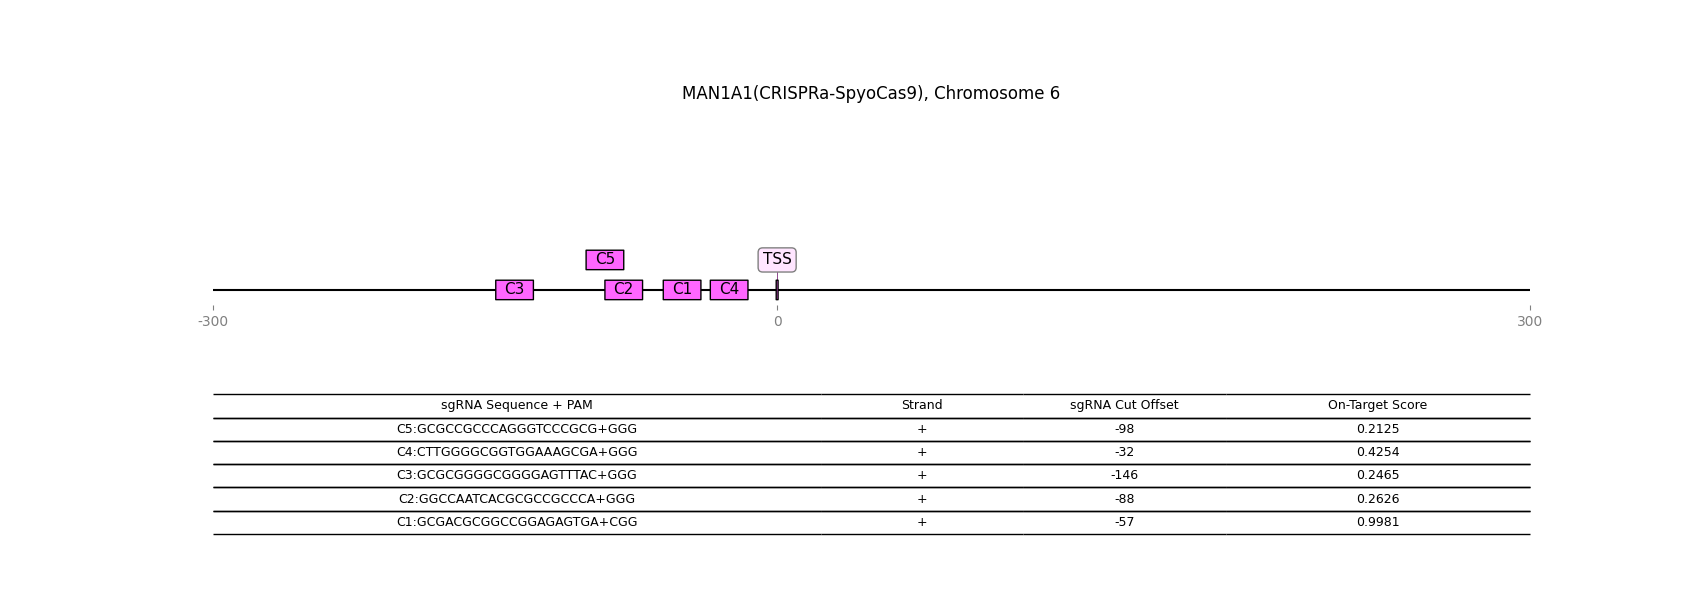 MAN1A1(CRISPRa-SpyoCas9), Chromosome 6
C5 TSS
C3 C2 C1 C4
-300 0 300
sgRNA Sequence + PAM Strand sgRNA Cut Offset On-Target Score
C5:GCGCCGCCCAGGGTCCCGCG+GGG + -98 0.2125
C4:CTTGGGGCGGTGGAAAGCGA+GGG + -32 0.4254
C3:GCGCGGGGCGGGGAGTTTAC+GGG + -146 0.2465
C2:GGCCAATCACGCGCCGCCCA+GGG + -88 0.2626
C1:GCGACGCGGCCGGAGAGTGA+CGG + -57 0.9981